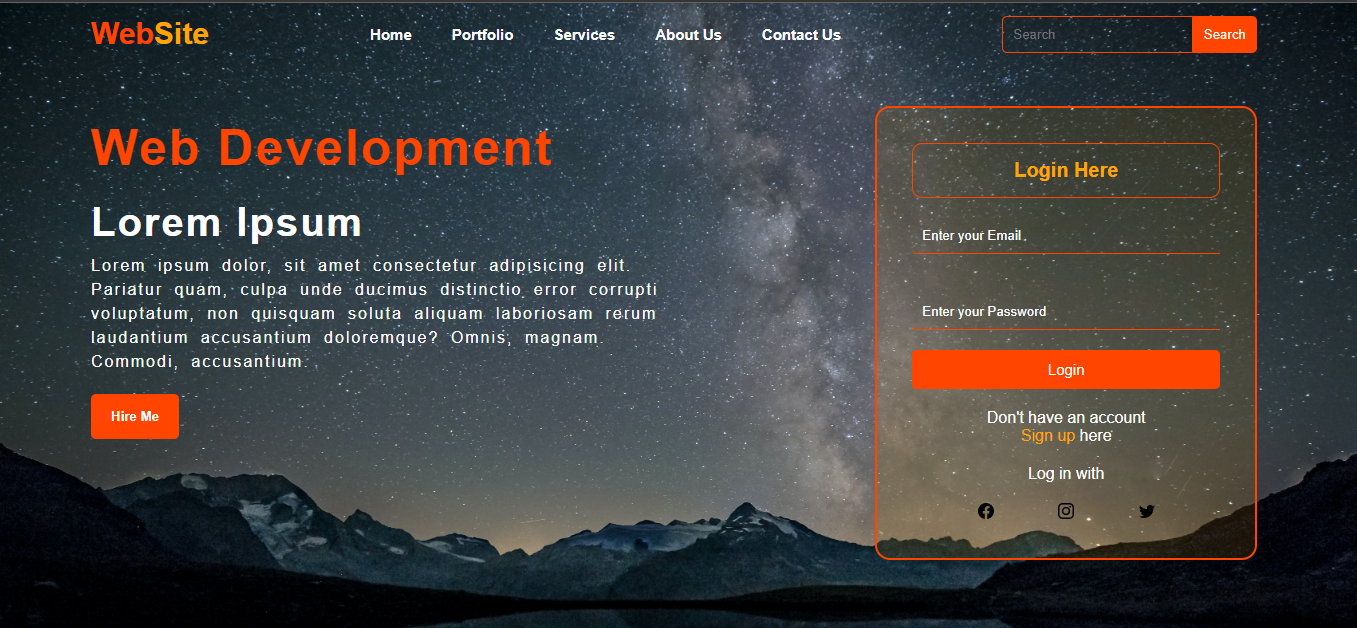 WebSite
Home
Portfolio
Services
About Us
Contact Us
Search
Search
Web Development
Lorem Ipsum
Lorem ipsum dolor, sit amet consectetur adipisicing elit.
Pariatur quam, culpa unde ducimus distinctio error corrupti
voluptatum, non quisquam soluta aliquam laboriosam rerum
laudantium accusantium doloremque? Omnis, magnam.
Commodi, accusantium.
Hire Me
Login Here
Enter your Email
Enter your Password
Login
Don't have an account
Sign up here
Log in with